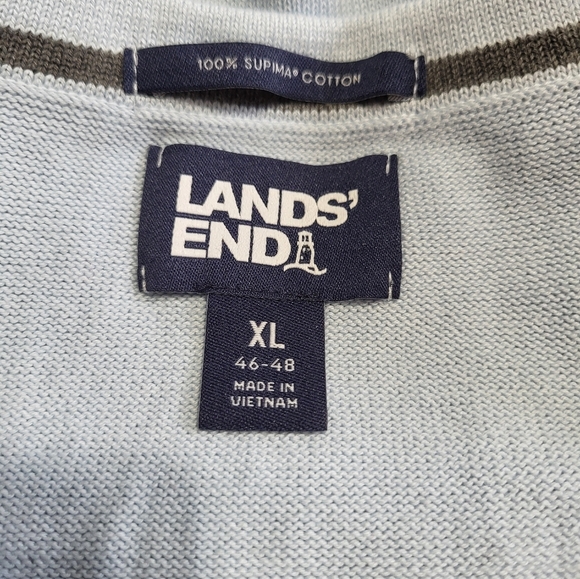 100% SUPIMA® COTTON
LANDS'
END
XL
46-48
MADE IN
VIETNAM